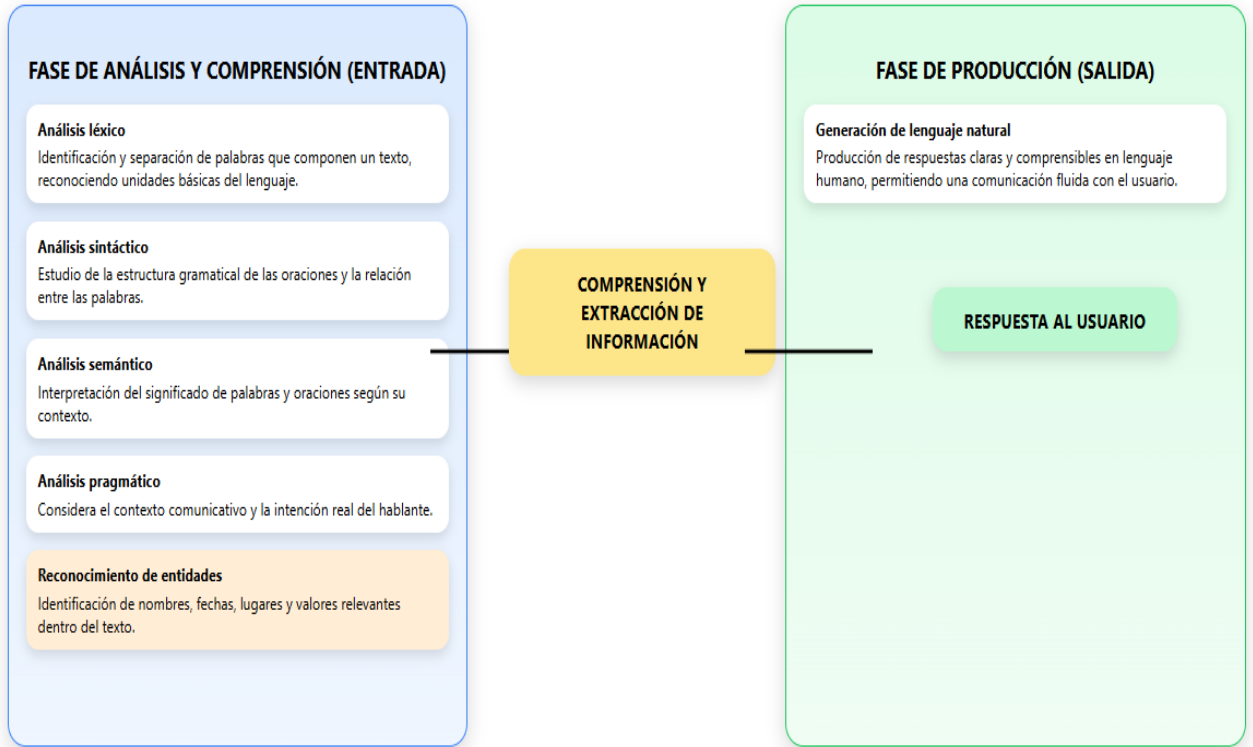 FASE DE ANÁLISIS Y COMPRENSIÓN (ENTRADA)
Análisis léxico
Identificación y separación de palabras que componen un texto,
reconociendo unidades básicas del lenguaje.
Análisis sintáctico
Estudio de la estructura gramatical de las oraciones y la relación
entre las palabras.
Análisis semántico
Interpretación del significado de palabras y oraciones según su
contexto.
Análisis pragmático
Considera el contexto comunicativo y la intención real del hablante.
Reconocimiento de entidades
Identificación de nombres, fechas, lugares y valores relevantes
dentro del texto.
COMPRENSIÓN Y
EXTRACCIÓN DE
INFORMACIÓN
FASE DE PRODUCCIÓN (SALIDA)
Generación de lenguaje natural
Producción de respuestas claras y comprensibles en lenguaje
humano, permitiendo una comunicación fluida con el usuario.
RESPUESTA AL USUARIO